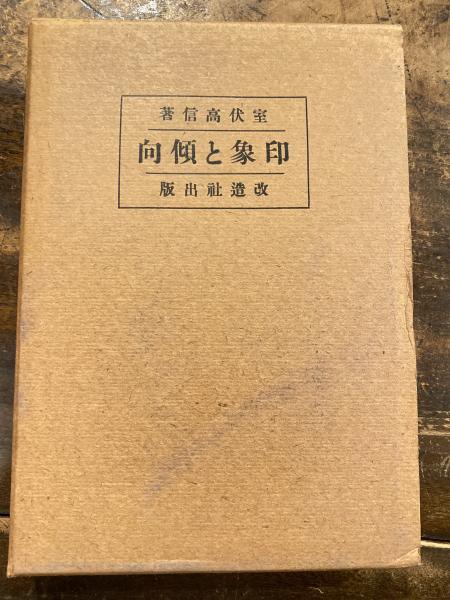 室伏高信著
印象と傾向
改造社出版